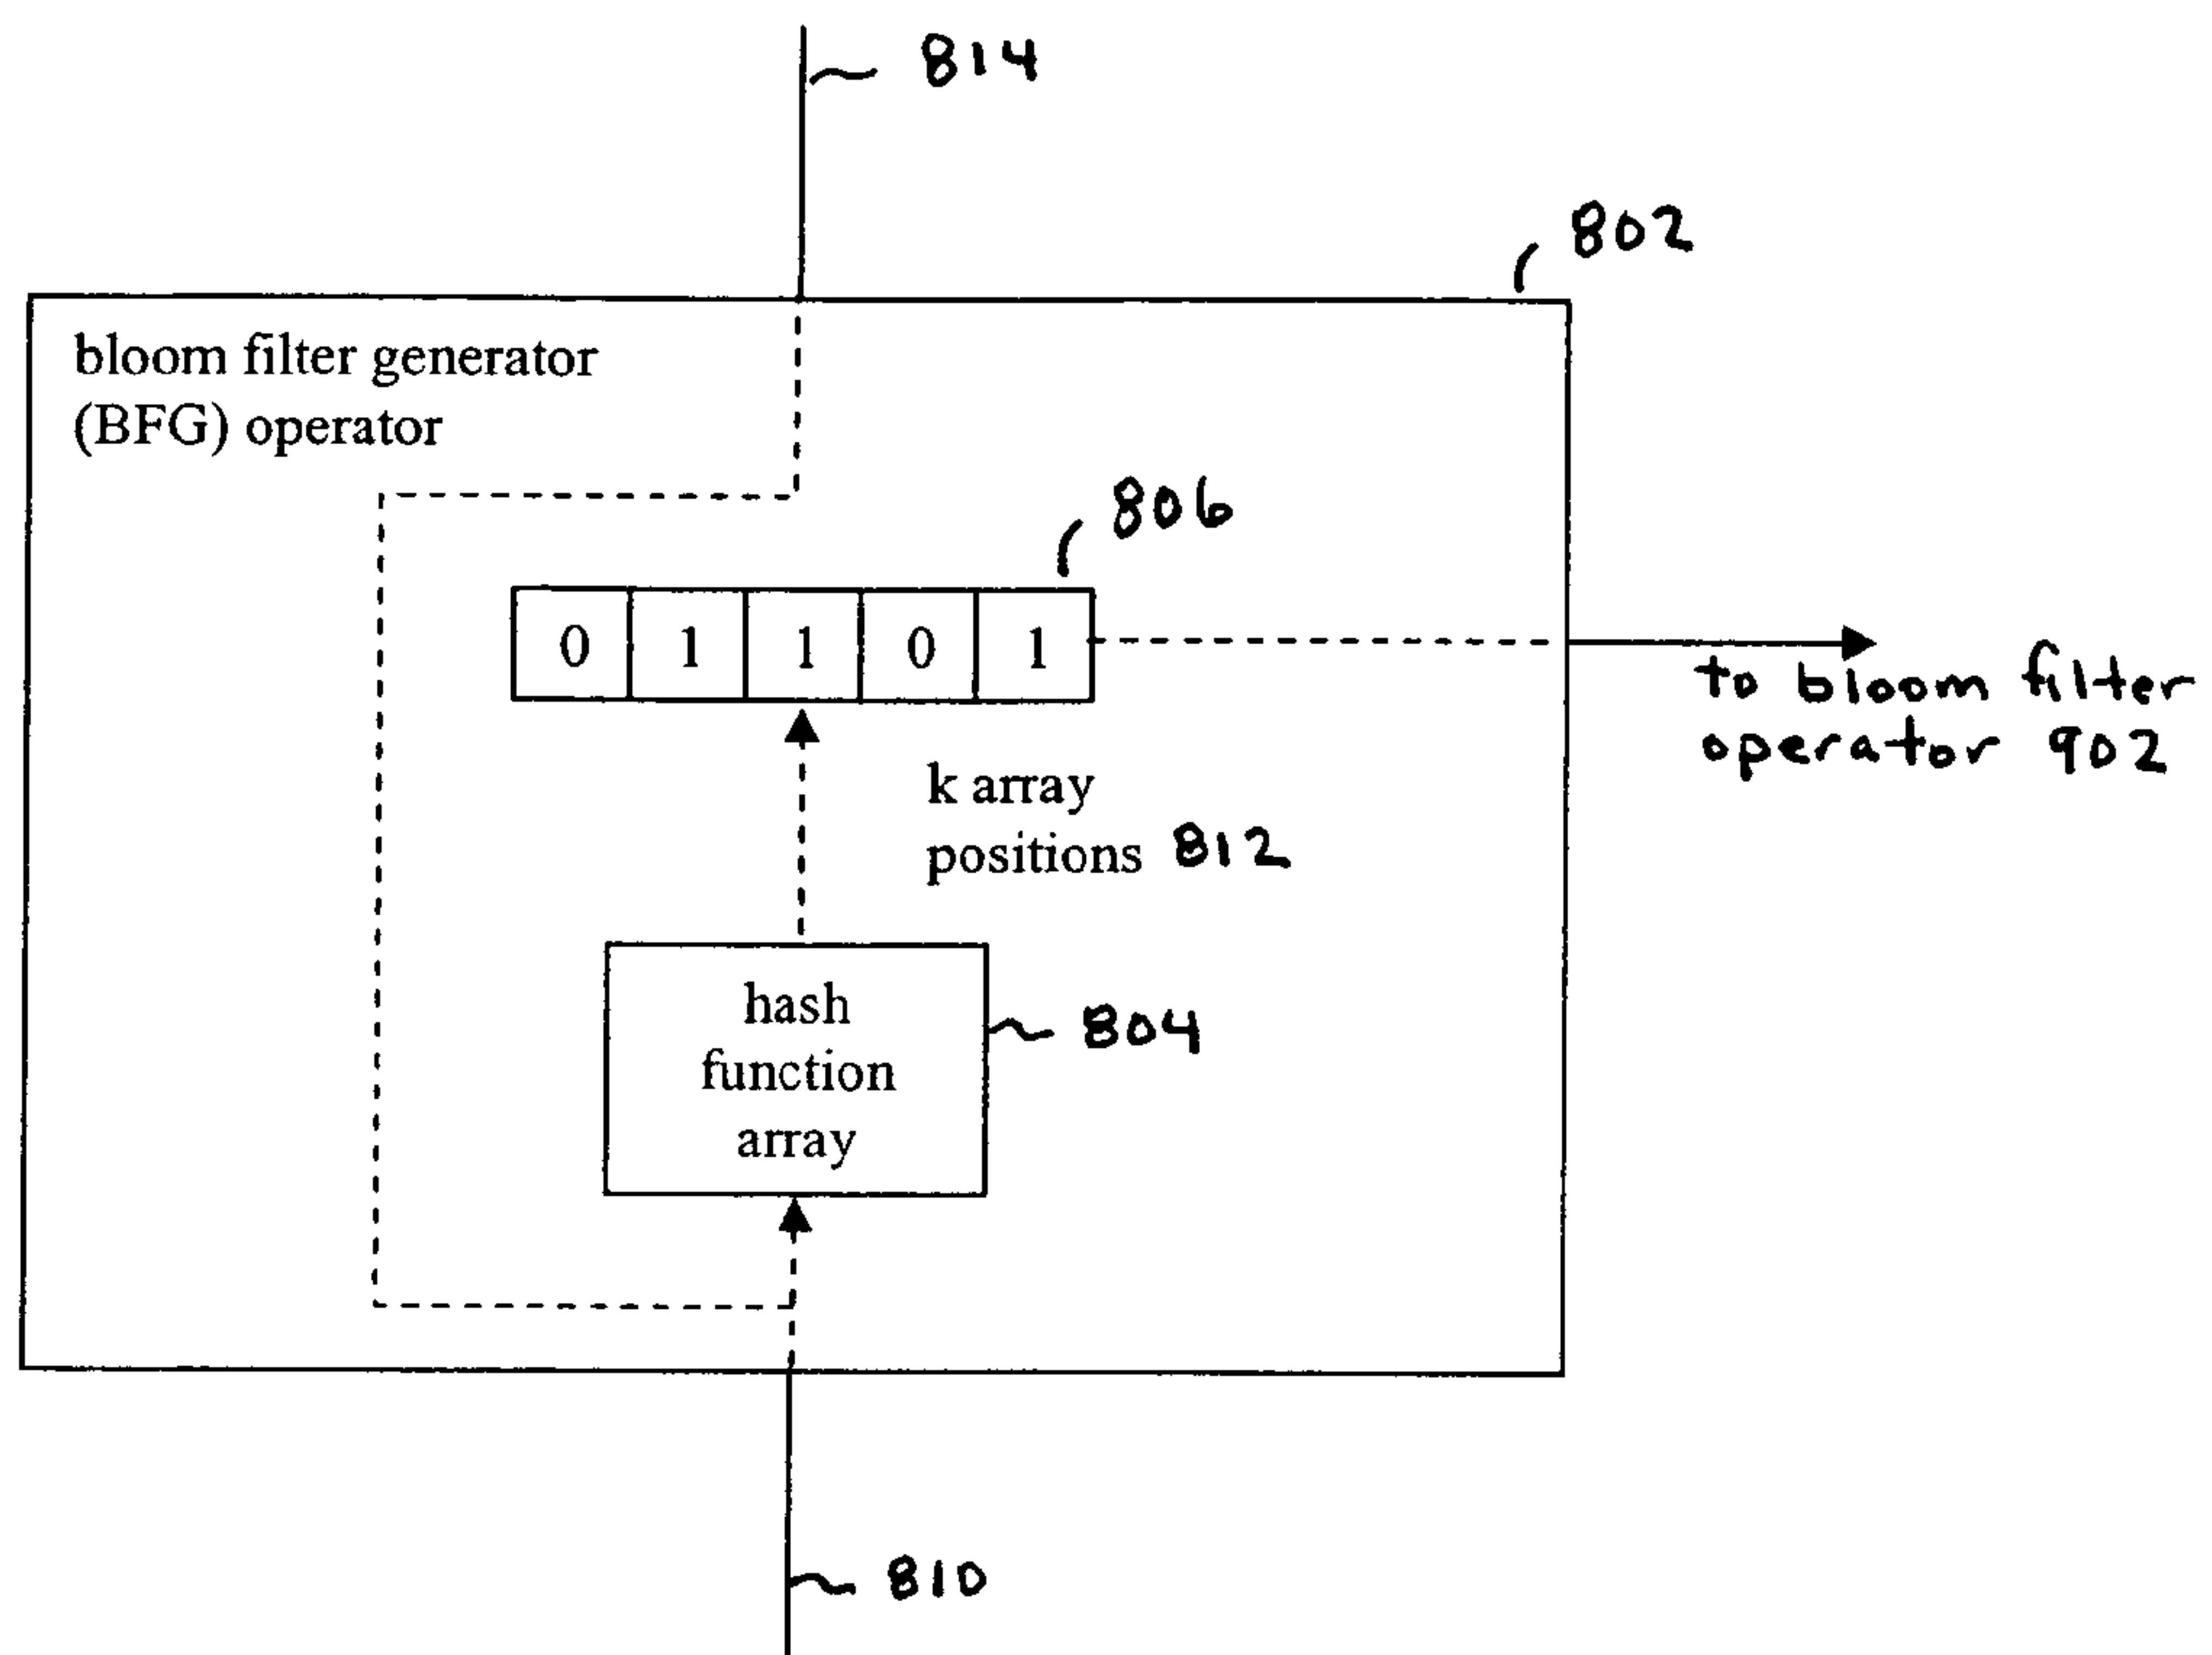 814
802
bloom filter generator
(BFG) operator
806
0 1 1 0 1
to bloom filter
operator 902
k array
positions 812
hash
function
array
804
810